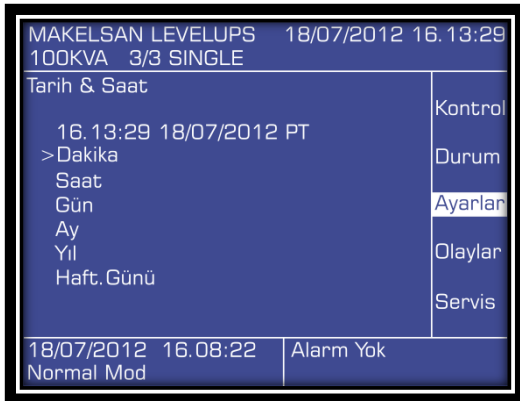 MAKELSAN LEVELUPS 18/07/2012 16.13:29
100KVA 3/3 SINGLE
Tarih & Saat
16.13:29 18/07/2012 PT
>Dakika
Saat
Gün
Ay
Yıl
Haft.Günü
Kontrol
Durum
Ayarlar
Olaylar
Servis
18/07/2012 16.08:22
Normal Mod
Alarm Yok